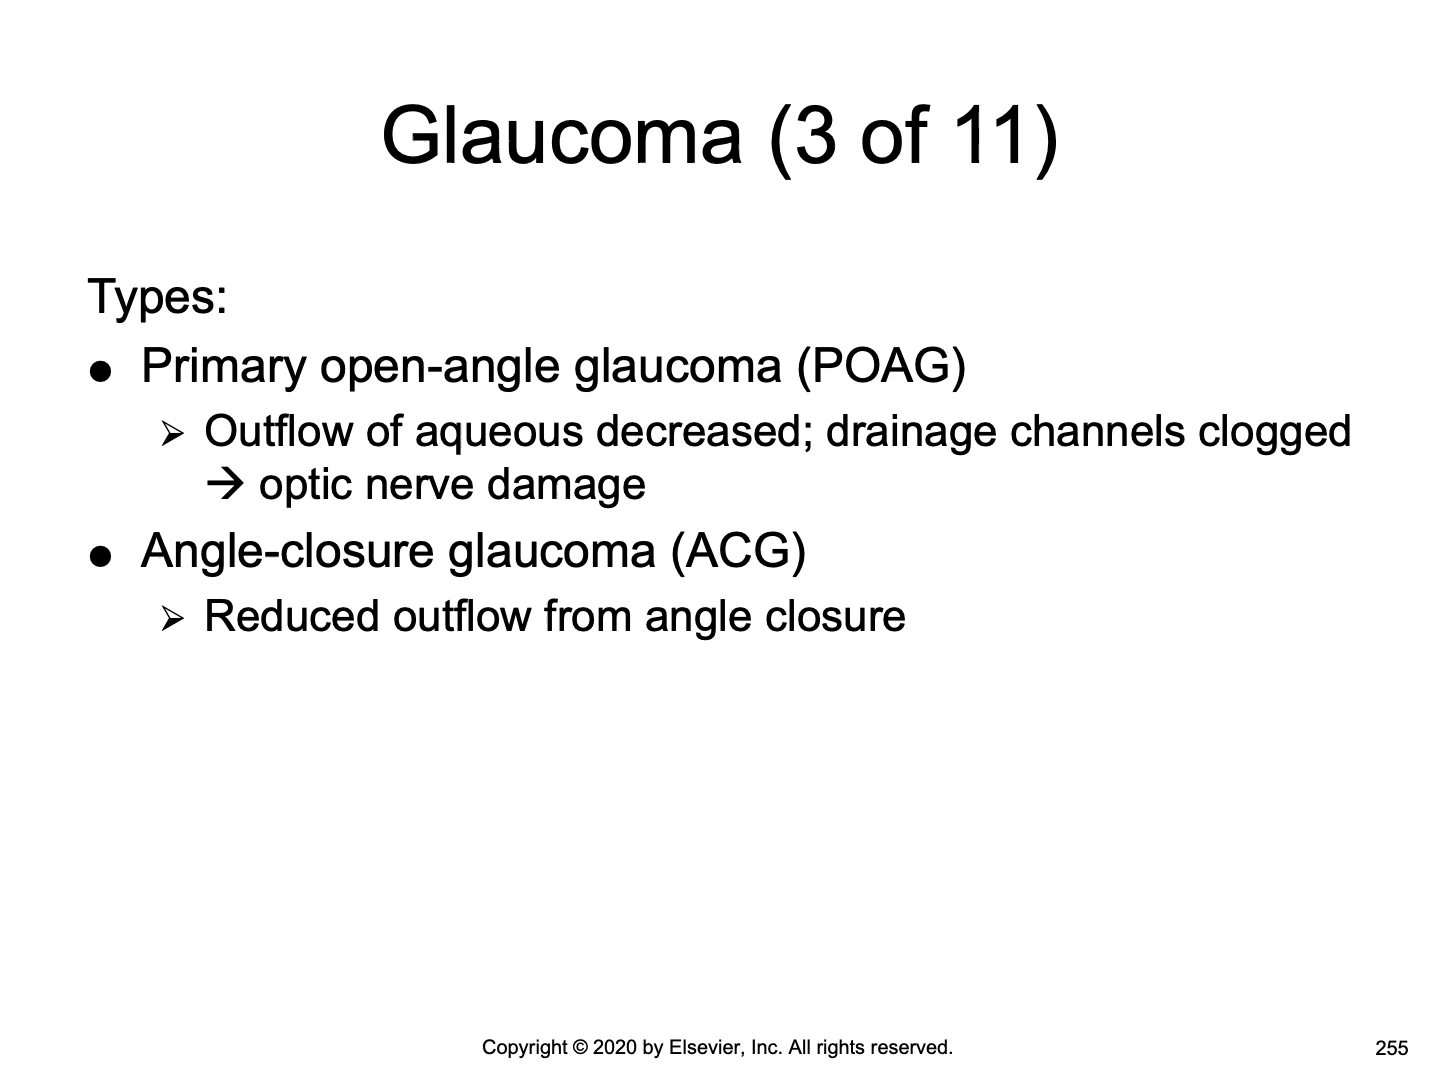 Glaucoma (3 of 11)
Types:
● Primary open-angle glaucoma (POAG)
➢ Outflow of aqueous decreased; drainage channels clogged
→ optic nerve damage
● Angle-closure glaucoma (ACG)
➢ Reduced outflow from angle closure
Copyright © 2020 by Elsevier, Inc. All rights reserved.
255